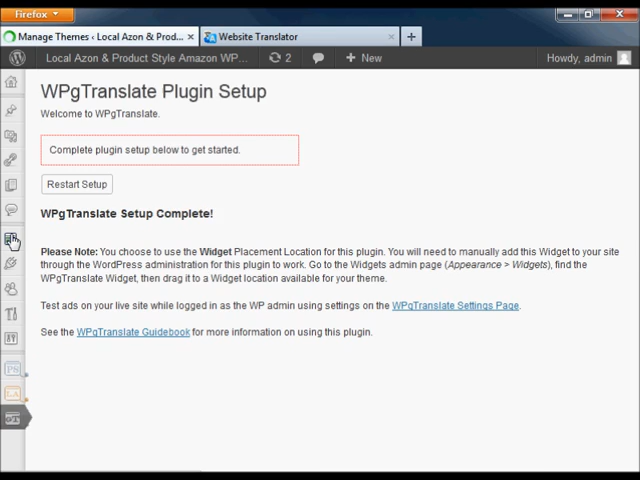 Firefox
Manage Themes ‹ Local Azon & Prod...
Website Translator
Local Azon & Product Style Amazon WP...
2
New
Howdy, admin
WPgTranslate Plugin Setup
Welcome to WPgTranslate.
Complete plugin setup below to get started.
Restart Setup
WPgTranslate Setup Complete!
Please Note: You choose to use the Widget Placement Location for this plugin. You will need to manually add this Widget to your site
through the WordPress administration for this plugin to work. Go to the Widgets admin page (Appearance > Widgets), find the
WPgTranslate Widget, then drag it to a Widget location available for your theme.
Test ads on your live site while logged in as the WP admin using settings on the WPgTranslate Settings Page.
See the WPgTranslate Guidebook for more information on using this plugin.
PS
LA